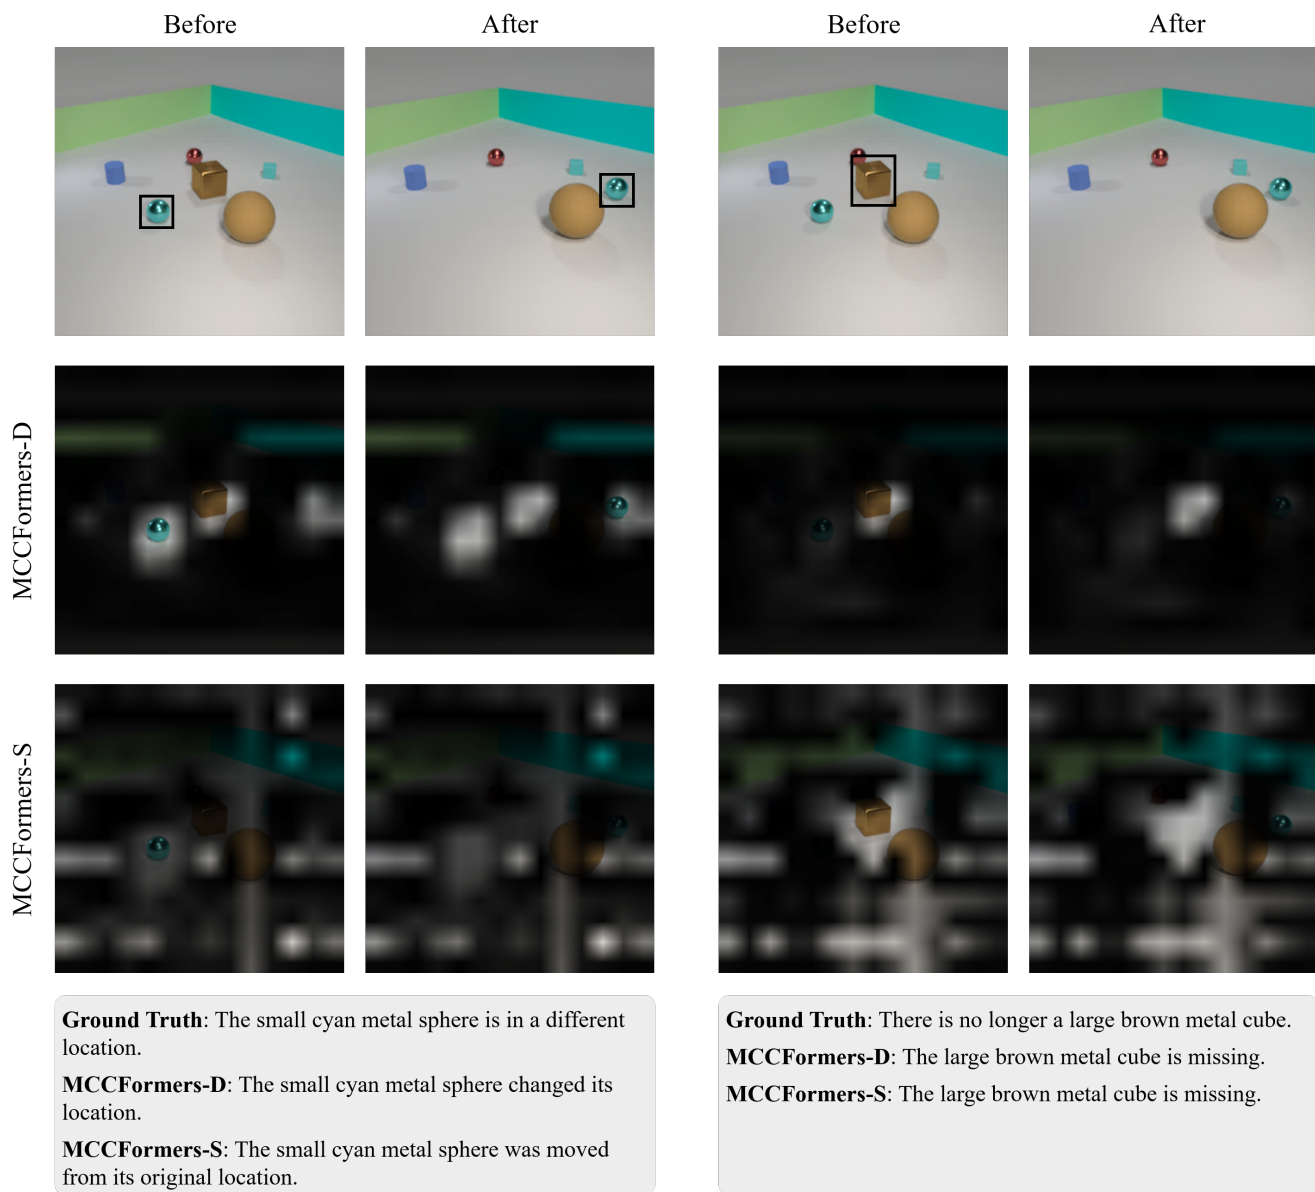 Before
After
Before
After
MCCFormers-D
MCCFormers-S
Ground Truth: The small cyan metal sphere is in a different
location.
MCCFormers-D: The small cyan metal sphere changed its
location.
MCCFormers-S: The small cyan metal sphere was moved
from its original location.
Ground Truth: There is no longer a large brown metal cube.
MCCFormers-D: The large brown metal cube is missing.
MCCFormers-S: The large brown metal cube is missing.